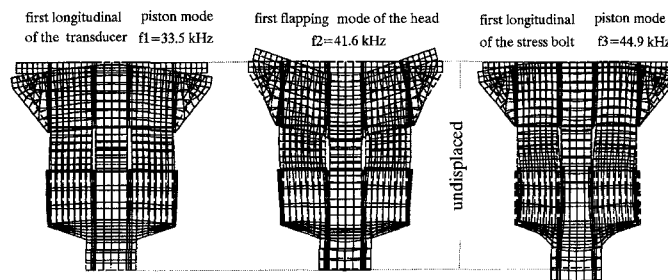 first longitudinal piston mode
of the transducer f1=33.5 kHz
first flapping mode of the head
f2=41.6 kHz
first longitudinal piston mode
of the stress bolt f3=44.9 kHz
undisplaced